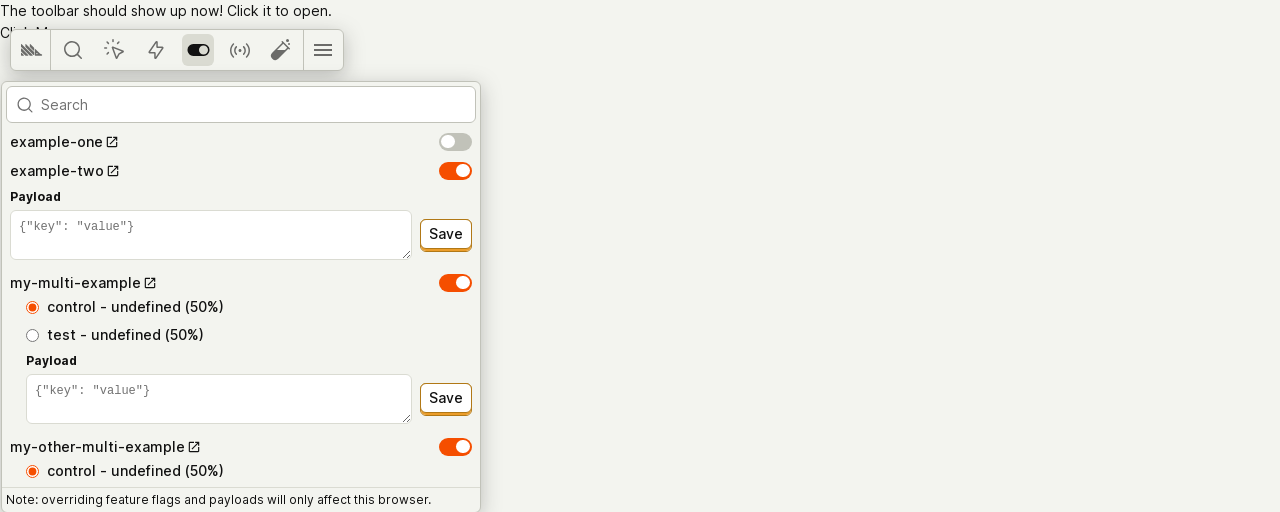 The toolbar should show up now! Click it to open.
Search
example-one
example-two
Payload
{"key": "value"}
Save
my-multi-example
control - undefined (50%)
test - undefined (50%)
Payload
{"key": "value"}
Save
my-other-multi-example
control - undefined (50%)
Note: overriding feature flags and payloads will only affect this browser.